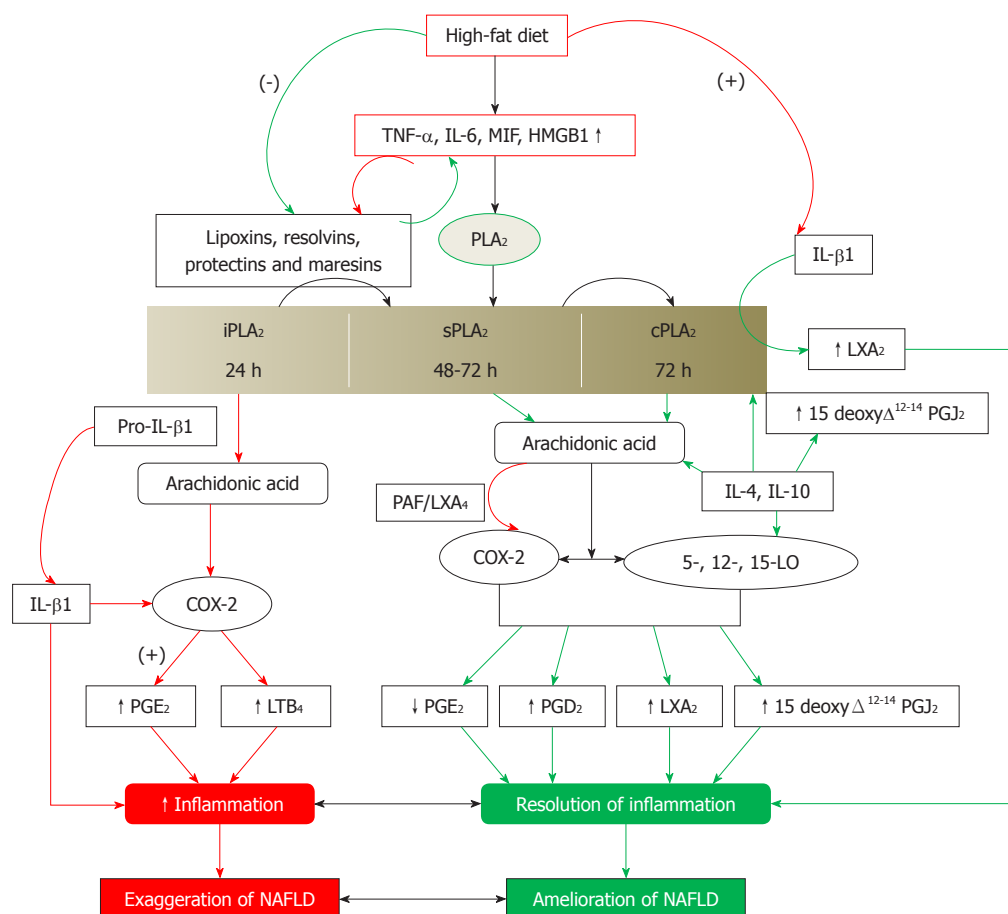 High-fat diet
(-)
(+)
TNF-α, IL-6, MIF, HMGB1 ↑
Lipoxins, resolvins,
protectins and maresins
PLA₂
IL-β1
iPLA₂
24 h
sPLA₂
48-72 h
cPLA₂
72 h
↑ LXA₂
Pro-IL-β1
↑ 15 deoxyΔ¹²⁻¹⁴ PGJ₂
Arachidonic acid
Arachidonic acid
IL-4, IL-10
PAF/LXA₄
COX-2
5-, 12-, 15-LO
IL-β1
COX-2
(+)
↑ PGE₂
↑ LTB₄
↓ PGE₂
↑ PGD₂
↑ LXA₂
↑ 15 deoxy Δ¹²⁻¹⁴ PGJ₂
↑ Inflammation
Resolution of inflammation
Exaggeration of NAFLD
Amelioration of NAFLD